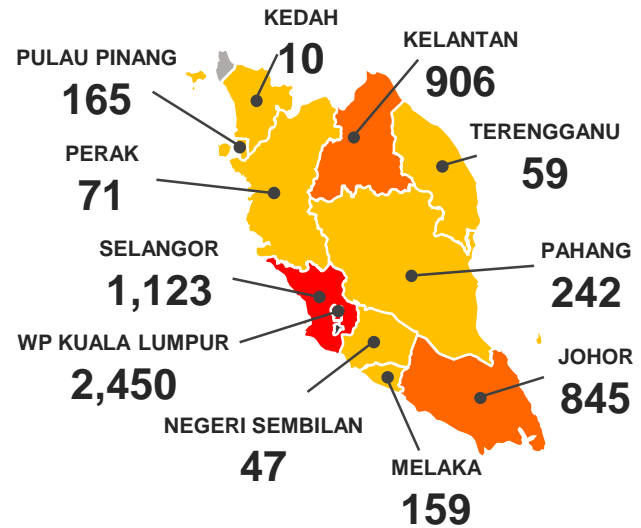 KEDAH
10
KELANTAN
906
PULAU PINANG
165
TERENGGANU
59
PERAK
71
SELANGOR
1,123
PAHANG
242
WP KUALA LUMPUR
2,450
JOHOR
845
NEGERI SEMBILAN
47
MELAKA
159